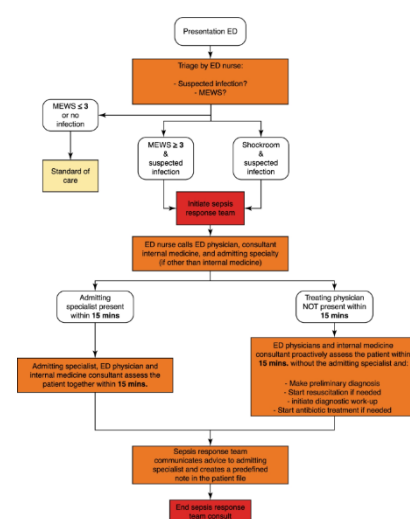 Presentation ED
Triage by ED nurse:
- Suspected infection?
- MEWS?
MEWS ≤ 3
or no
infection
MEWS ≥ 3
&
suspected
infection
Shockroom
&
suspected
infection
Standard of
care
Initiate sepsis
response team
ED nurse calls ED physician, consultant
internal medicine, and admitting specialty
(if other than internal medicine)
Admitting
specialist present
within 15 mins
Treating physician
NOT present within
15 mins
Admitting specialist, ED physician and
internal medicine consultant assess the
patient together within 15 mins.
ED physicians and internal medicine
consultant proactively assess the patient within
15 mins. without the admitting specialist and:
- Make preliminary diagnosis
- Start resuscitation if needed
- initiate diagnostic work-up
- Start antibiotic treatment if needed
Sepsis response team
communicates advice to admitting
specialist and creates a predefined
note in the patient file
End sepsis response
team consult